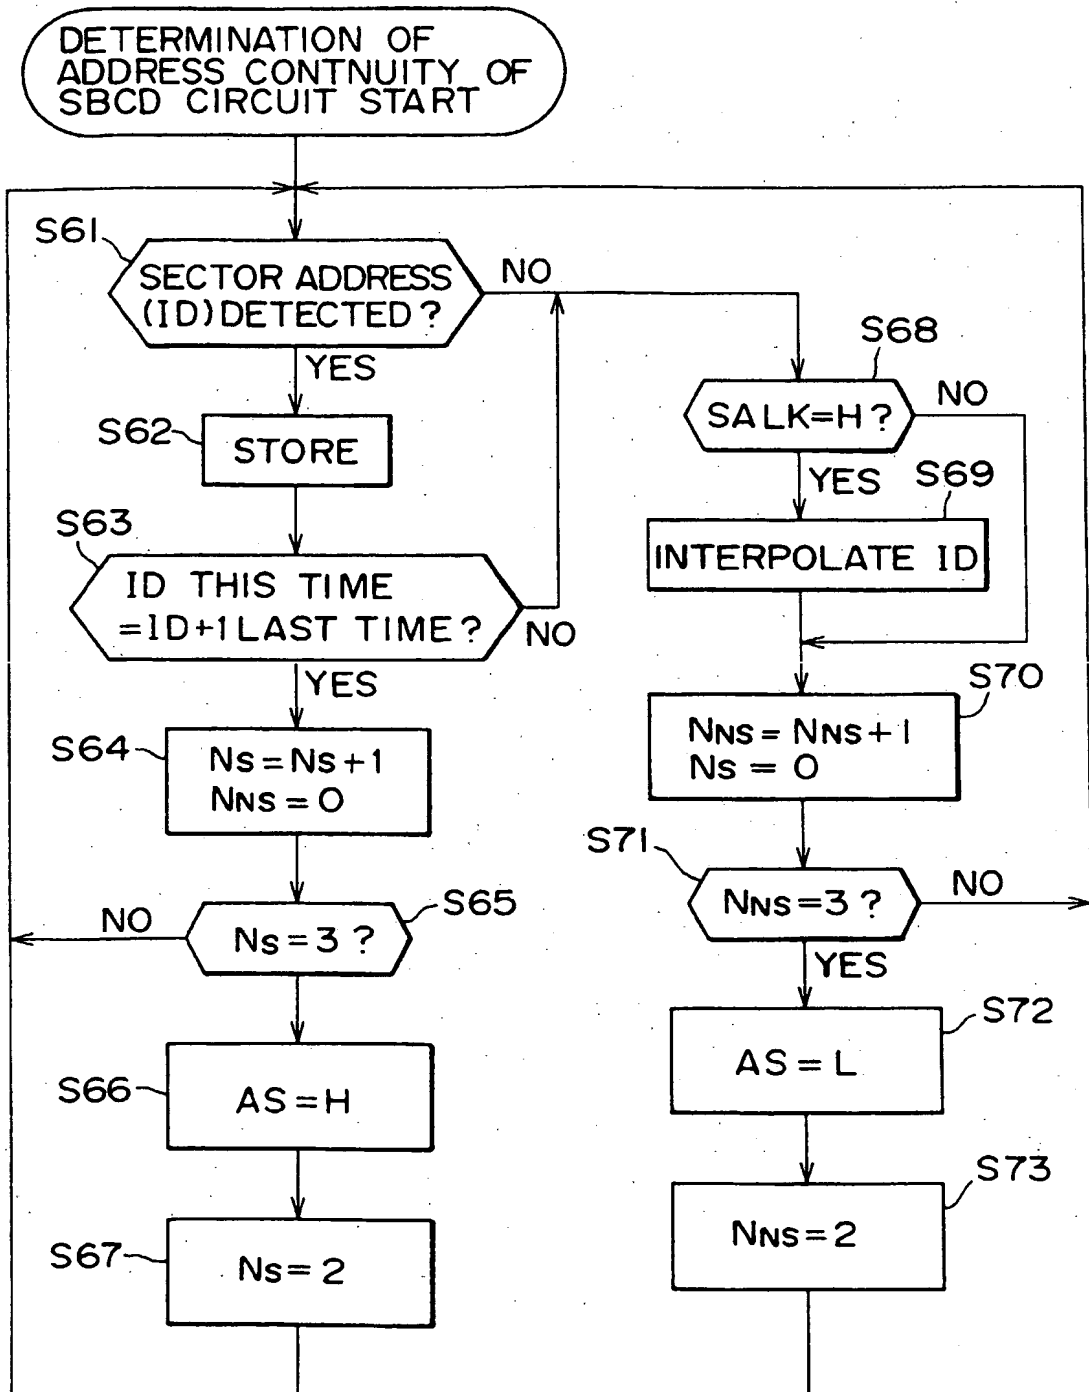 DETERMINATION OF
ADDRESS CONTNUITY OF
SBCD CIRCUIT START
S61
SECTOR ADDRESS
(ID) DETECTED?
NO
YES
S62
STORE
S63
ID THIS TIME
=ID+1 LAST TIME?
NO
YES
S64
Ns=Ns+1
NNS=0
S65
Ns=3?
NO
S66
AS=H
S67
Ns=2
S68
SALK=H?
NO
YES
S69
INTERPOLATE ID
S70
NNS=NNS+1
Ns=0
S71
NNS=3?
NO
YES
S72
AS=L
S73
NNS=2